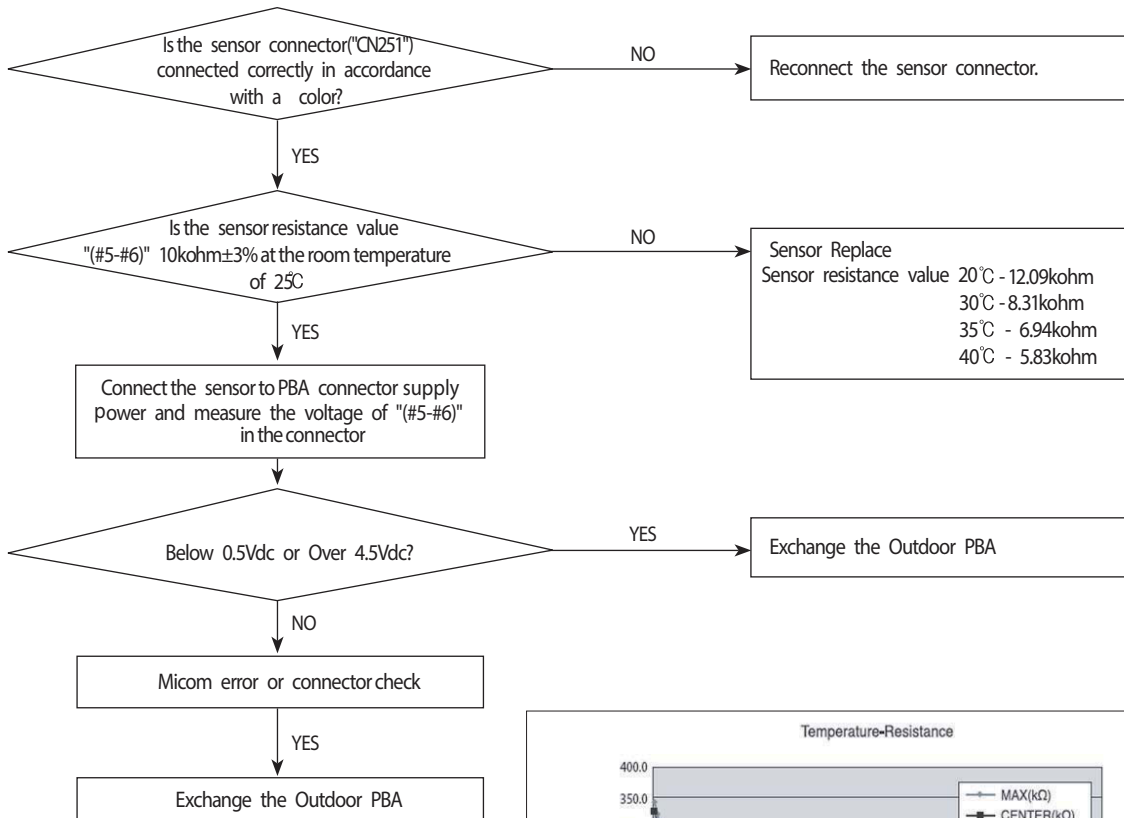 Is the sensor connector("CN251")
connected correctly in accordance
with a color?
NO
Reconnect the sensor connector.
YES
Is the sensor resistance value
"(#5-#6)" 10kohm±3% at the room temperature
of 25℃
NO
Sensor Replace
Sensor resistance value 20℃ - 12.09kohm
30℃ - 8.31kohm
35℃ - 6.94kohm
40℃ - 5.83kohm
YES
Connect the sensor to PBA connector supply
power and measure the voltage of "(#5-#6)"
in the connector
Below 0.5Vdc or Over 4.5Vdc?
YES
Exchange the Outdoor PBA
NO
Micom error or connector check
YES
Exchange the Outdoor PBA
Temperature-Resistance
400.0
350.0
MAX(kΩ)
CENTER(kΩ)